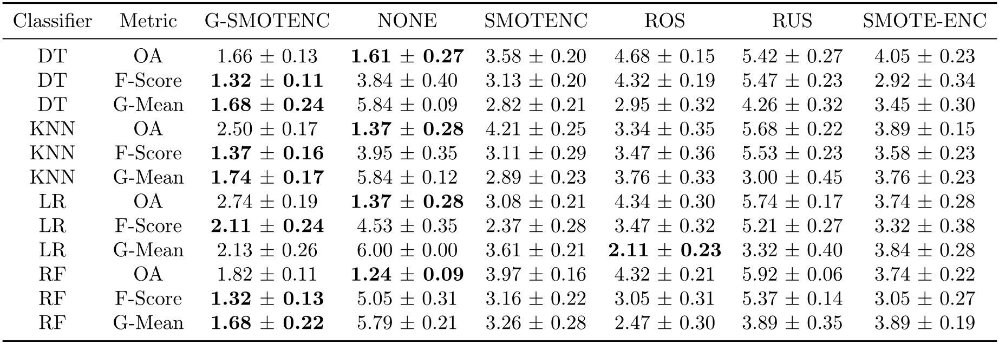 Classifier Metric G-SMOTENC NONE SMOTENC ROS RUS SMOTE-ENC
DT OA 1.66 ± 0.13 1.61 ± 0.27 3.58 ± 0.20 4.68 ± 0.15 5.42 ± 0.27 4.05 ± 0.23
DT F-Score 1.32 ± 0.11 3.84 ± 0.40 3.13 ± 0.20 4.32 ± 0.19 5.47 ± 0.23 2.92 ± 0.34
DT G-Mean 1.68 ± 0.24 5.84 ± 0.09 2.82 ± 0.21 2.95 ± 0.32 4.26 ± 0.32 3.45 ± 0.30
KNN OA 2.50 ± 0.17 1.37 ± 0.28 4.21 ± 0.25 3.34 ± 0.35 5.68 ± 0.22 3.89 ± 0.15
KNN F-Score 1.37 ± 0.16 3.95 ± 0.35 3.11 ± 0.29 3.47 ± 0.36 5.53 ± 0.23 3.58 ± 0.23
KNN G-Mean 1.74 ± 0.17 5.84 ± 0.12 2.89 ± 0.23 3.76 ± 0.33 3.00 ± 0.45 3.76 ± 0.23
LR OA 2.74 ± 0.19 1.37 ± 0.28 3.08 ± 0.21 4.34 ± 0.30 5.74 ± 0.17 3.74 ± 0.28
LR F-Score 2.11 ± 0.24 4.53 ± 0.35 2.37 ± 0.28 3.47 ± 0.32 5.21 ± 0.27 3.32 ± 0.38
LR G-Mean 2.13 ± 0.26 6.00 ± 0.00 3.61 ± 0.21 2.11 ± 0.23 3.32 ± 0.40 3.84 ± 0.28
RF OA 1.82 ± 0.11 1.24 ± 0.09 3.97 ± 0.16 4.32 ± 0.21 5.92 ± 0.06 3.74 ± 0.22
RF F-Score 1.32 ± 0.13 5.05 ± 0.31 3.16 ± 0.22 3.05 ± 0.31 5.37 ± 0.14 3.05 ± 0.27
RF G-Mean 1.68 ± 0.22 5.79 ± 0.21 3.26 ± 0.28 2.47 ± 0.30 3.89 ± 0.35 3.89 ± 0.19